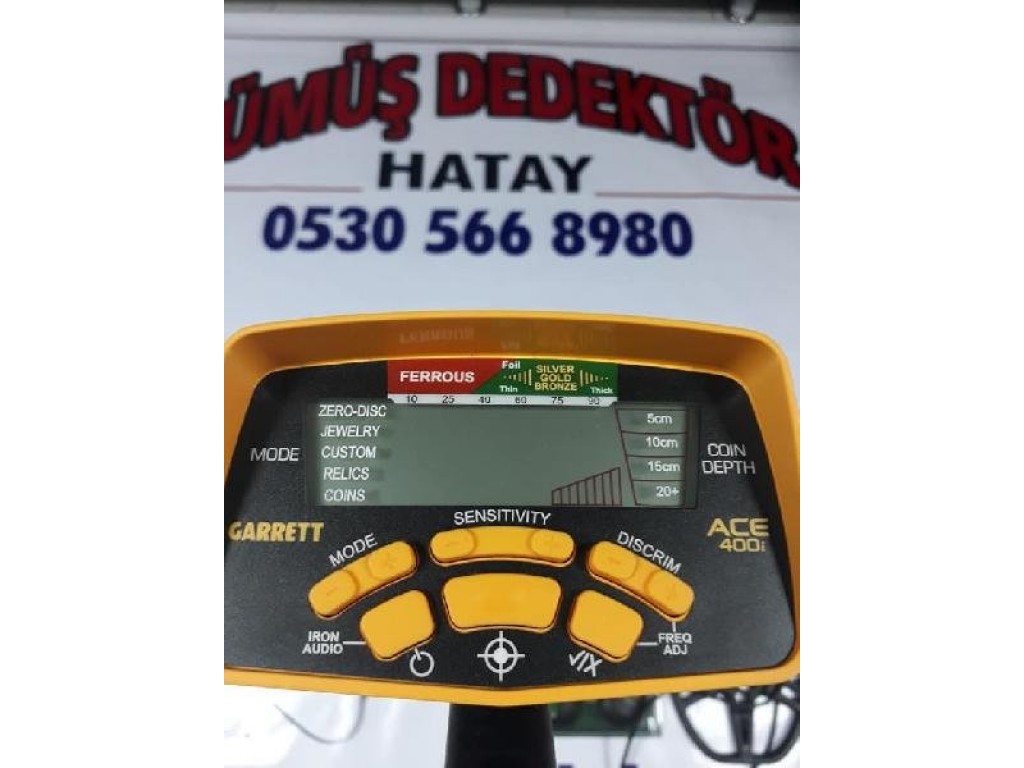 ÜMÜŞ DEDEKTÖR
HATAY
0530 566 8980
FERROUS
Foil
Thin
SILVER
GOLD
BRONZE
Thick
10 25 40 60 75 90
MODE
ZERO-DISC
JEWELRY
CUSTOM
RELICS
COINS
5cm
10cm
15cm
20+
COIN
DEPTH
GARRETT
ACE
400i
MODE
SENSITIVITY
DISCRIM
- +
- +
- +
IRON
AUDIO
√/X
FREQ
ADJ